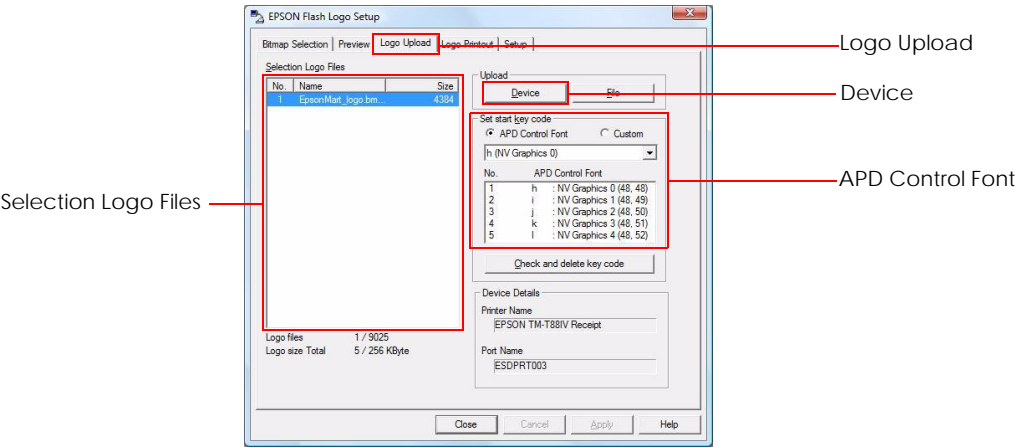 EPSON Flash Logo Setup
Bitmap Selection Preview Logo Upload Logo Printout Setup
Logo Upload
Selection Logo Files
No. Name Size
1 EpsonMart_logo bm... 4384
Upload
Device File
Device
Set start key code
APD Control Font Custom
h (NV Graphics 0)
No. APD Control Font
1 h : NV Graphics 0 (48, 48)
2 i : NV Graphics 1 (48, 49)
3 j : NV Graphics 2 (48, 50)
4 k : NV Graphics 3 (48, 51)
5 l : NV Graphics 4 (48, 52)
APD Control Font
Selection Logo Files
Check and delete key code
Device Details
Printer Name
EPSON TM-T88IV Receipt
Port Name
ESDPRT003
Logo files 1 / 9025
Logo size Total 5 / 256 KByte
Close Cancel Apply Help